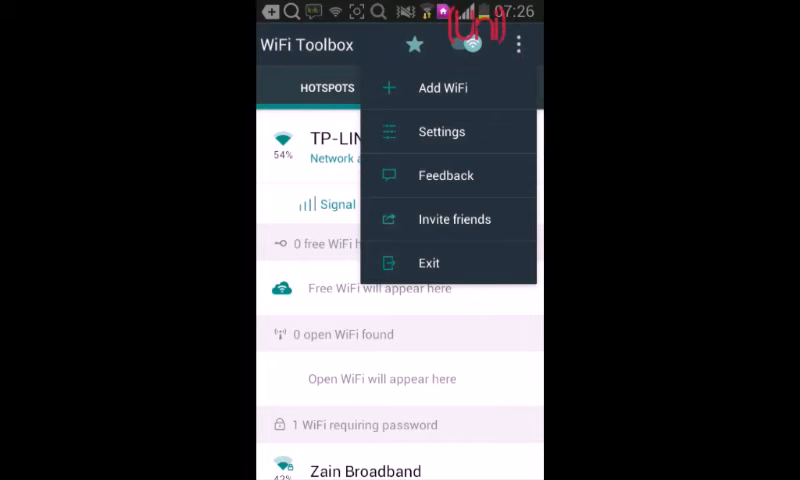 07:26
(uni)
WiFi Toolbox
HOTSPOTS
Add WiFi
Settings
Feedback
Invite friends
Exit
TP-LIN
54%
Network a
Signal
0 free WiFi h
Free WiFi will appear here
0 open WiFi found
Open WiFi will appear here
1 WiFi requiring password
Zain Broadband
42%